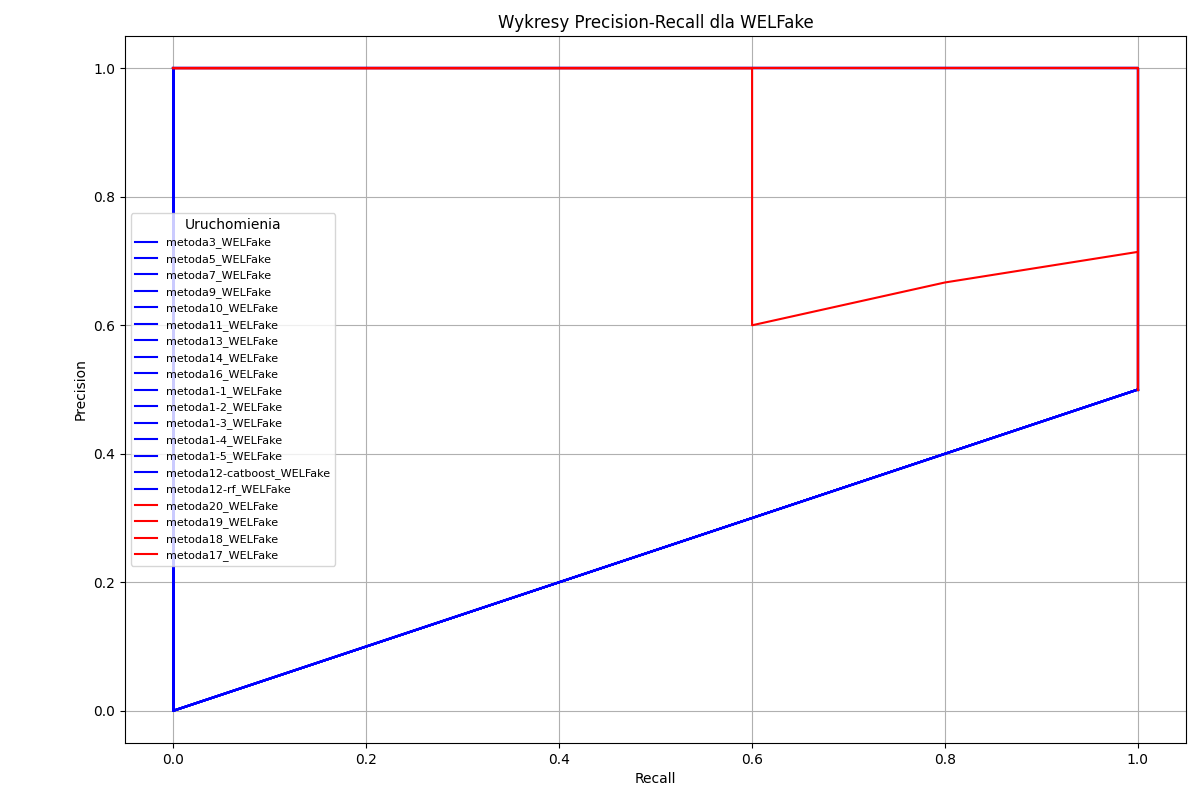 Wykresy Precision-Recall dla WELFake
1.0
0.8
0.6
0.4
0.2
0.0
Precision
Uruchomienia
metoda3_WELFake
metoda5_WELFake
metoda7_WELFake
metoda9_WELFake
metoda10_WELFake
metoda11_WELFake
metoda13_WELFake
metoda14_WELFake
metoda16_WELFake
metoda1-1_WELFake
metoda1-2_WELFake
metoda1-3_WELFake
metoda1-4_WELFake
metoda1-5_WELFake
metoda12-catboost_WELFake
metoda12-rf_WELFake
metoda20_WELFake
metoda19_WELFake
metoda18_WELFake
metoda17_WELFake
0.0 0.2 0.4 0.6 0.8 1.0
Recall